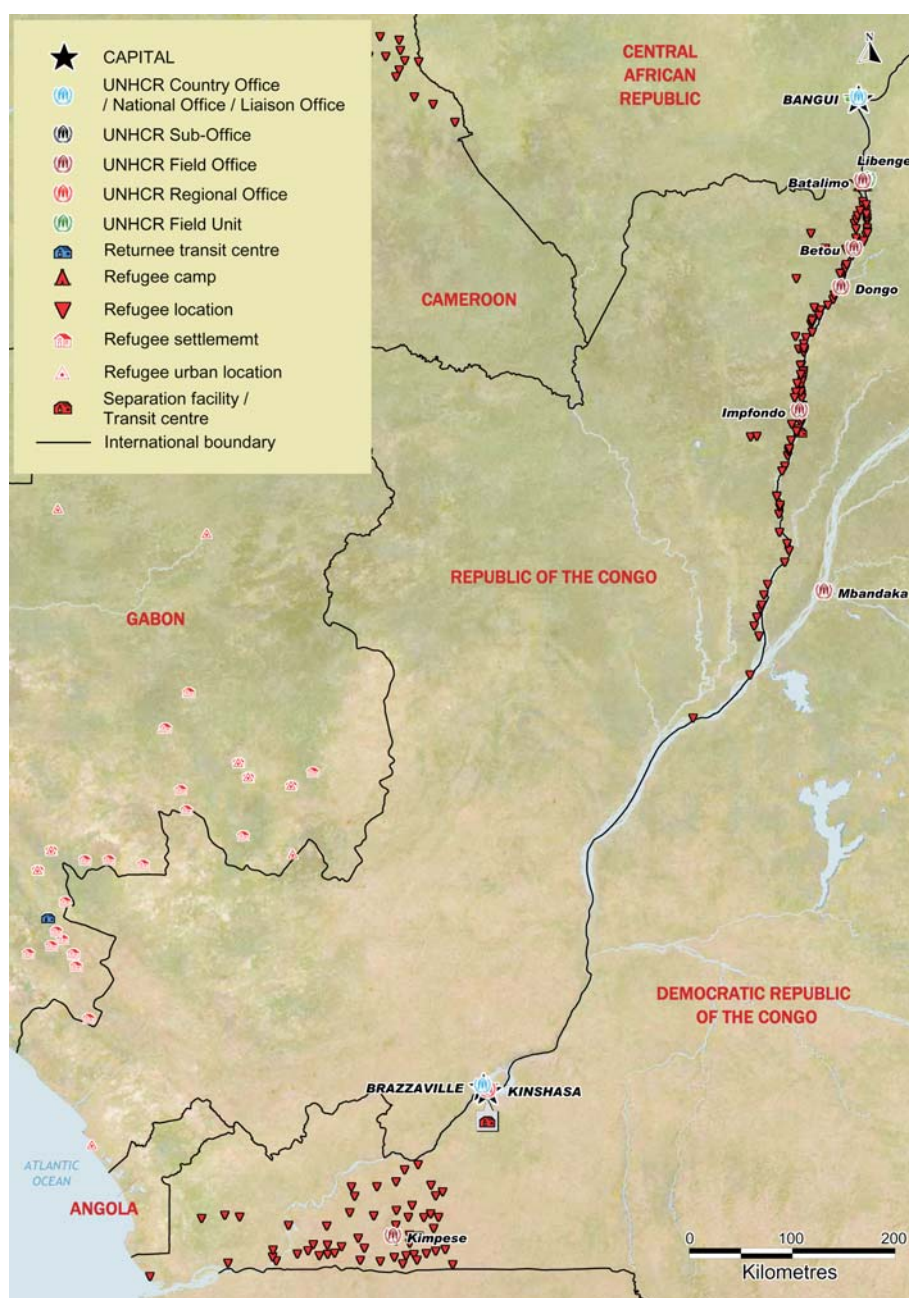 CAPITAL
UNHCR Country Office
/ National Office / Liaison Office
UNHCR Sub-Office
UNHCR Field Office
UNHCR Regional Office
UNHCR Field Unit
Returnee transit centre
Refugee camp
Refugee location
Refugee settlememt
Refugee urban location
Separation facility /
Transit centre
International boundary
N
CENTRAL
AFRICAN
REPUBLIC
BANGUI
Libenge
Batalimo
Betou
Dongo
CAMEROON
Impfondo
REPUBLIC OF THE CONGO
Mbandaka
GABON
DEMOCRATIC REPUBLIC
OF THE CONGO
BRAZZAVILLE
KINSHASA
ATLANTIC
OCEAN
ANGOLA
Kimpese
0 100 200
Kilometres